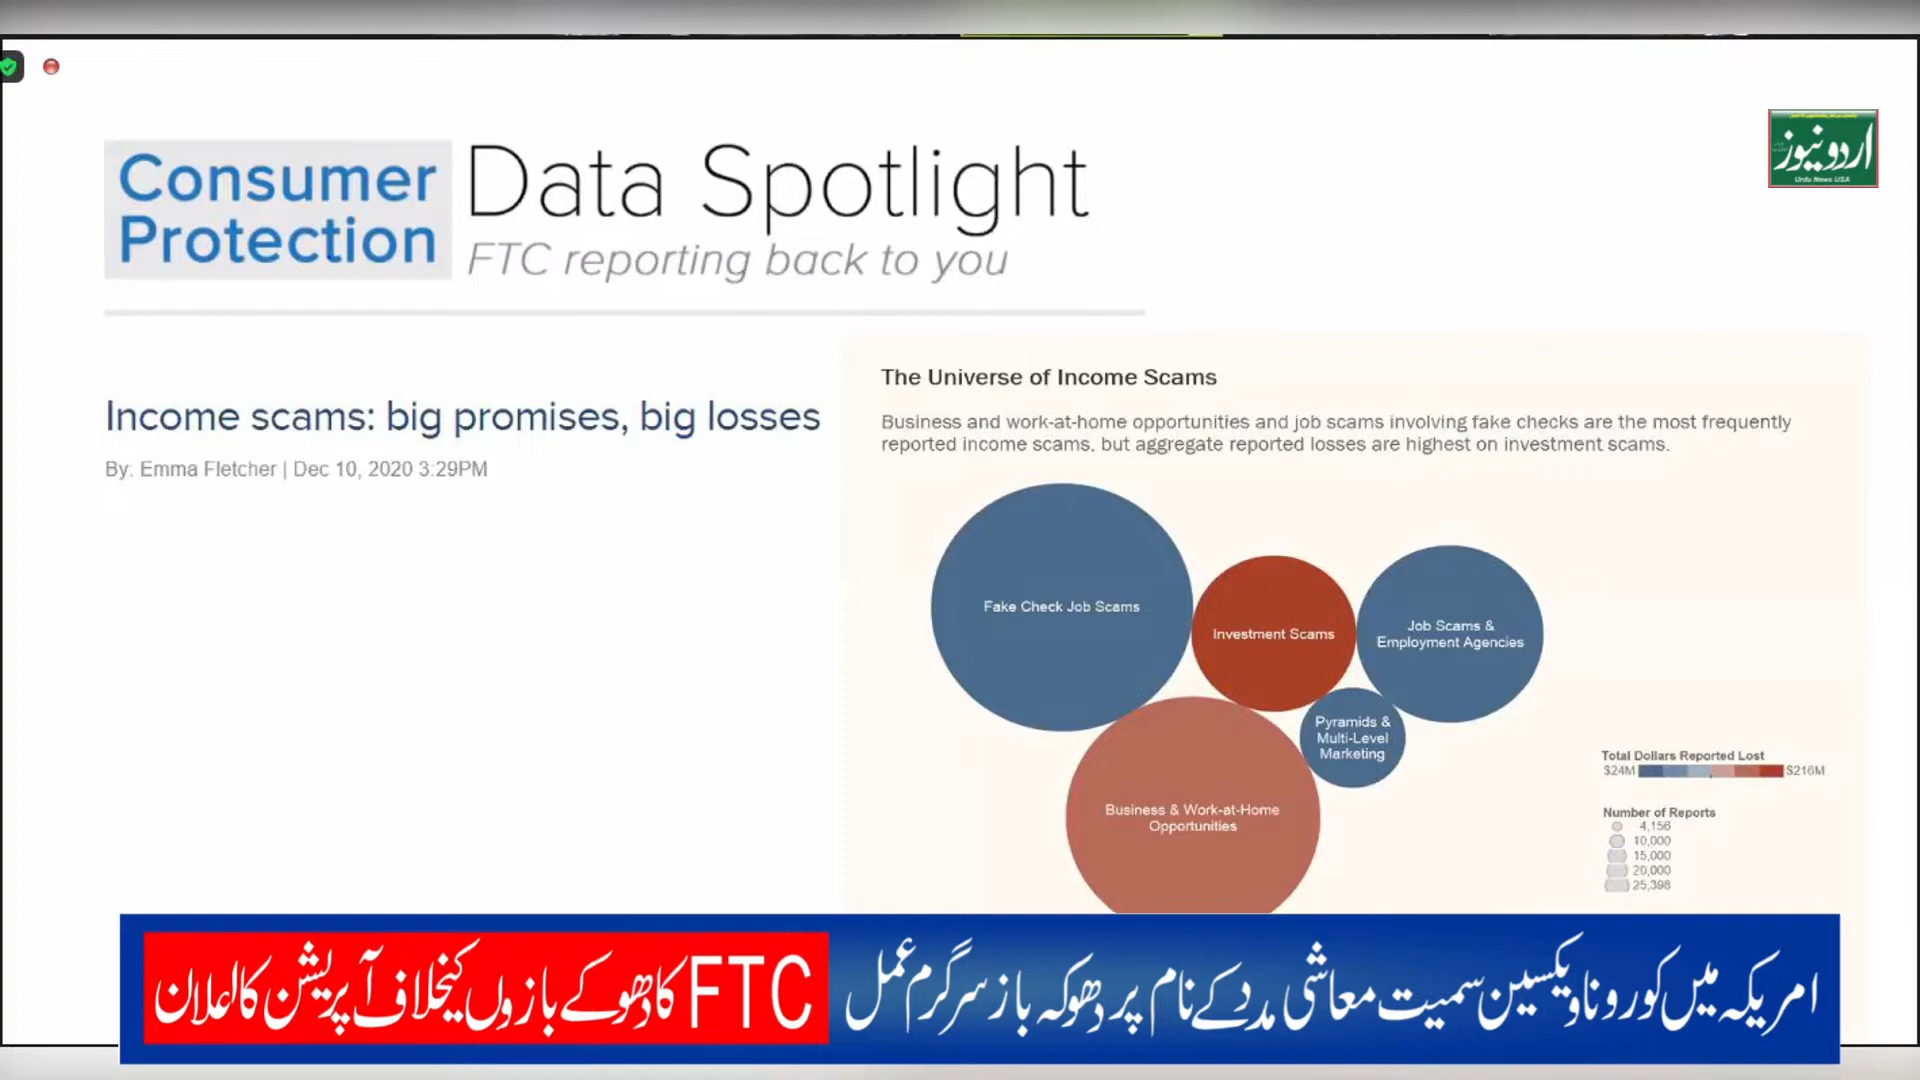 Consumer
Protection
Data Spotlight
FTC reporting back to you
اردو نیوز
Urdu News USA
Income scams: big promises, big losses
By: Emma Fletcher | Dec 10, 2020 3:29PM
The Universe of Income Scams
Business and work-at-home opportunities and job scams involving fake checks are the most frequently
reported income scams, but aggregate reported losses are highest on investment scams.
Fake Check Job Scams
Investment Scams
Job Scams &
Employment Agencies
Pyramids &
Multi-Level
Marketing
Business & Work-at-Home
Opportunities
Total Dollars Reported Lost
$24M $216M
Number of Reports
4,156
10,000
15,000
20,000
25,398
امریکہ میں کورونا ویکسین سمیت معاشی مدد کے نام پر دھوکہ باز سرگرم عمل
FTC کا دھوکے بازوں کیخلاف آپریشن کا اعلان